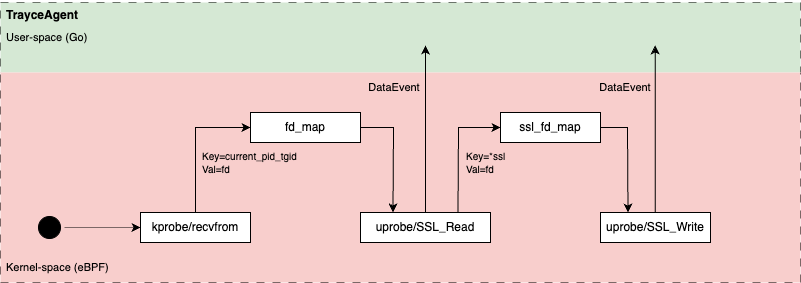 TrayceAgent
User-space (Go)
DataEvent
DataEvent
fd_map
ssl_fd_map
Key=current_pid_tgid
Val=fd
Key=*ssl
Val=fd
kprobe/recvfrom
uprobe/SSL_Read
uprobe/SSL_Write
Kernel-space (eBPF)